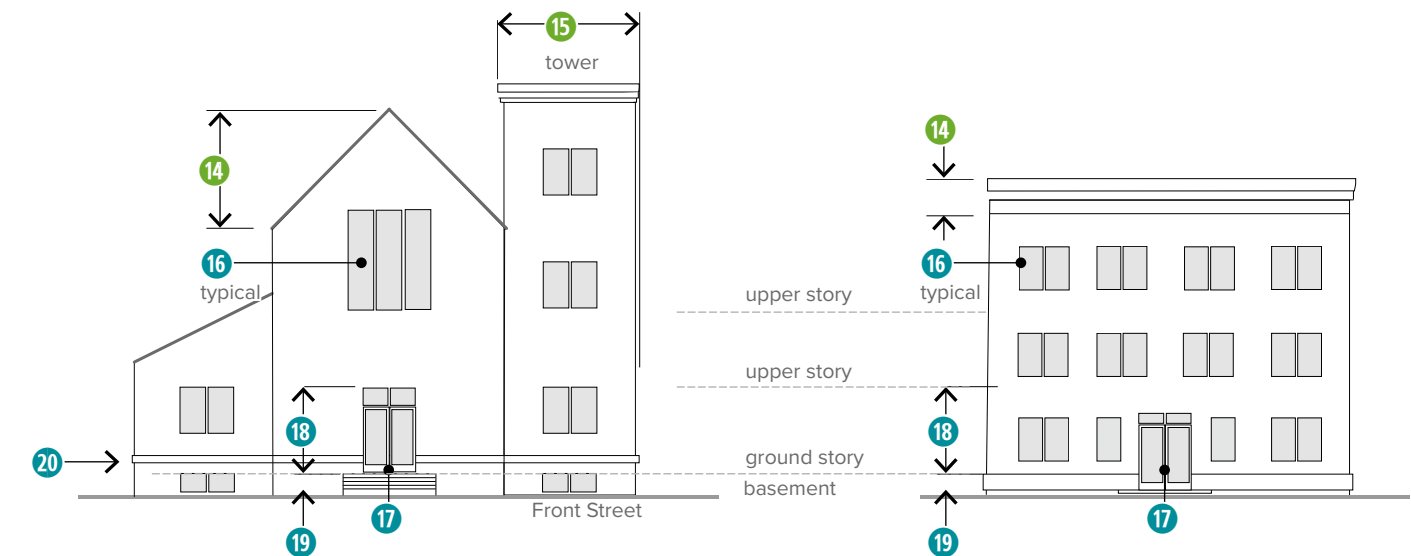 15
tower
14
14
16
typical
16
typical
upper story
upper story
18
18
20
ground story
basement
Front Street
17
17
19
19